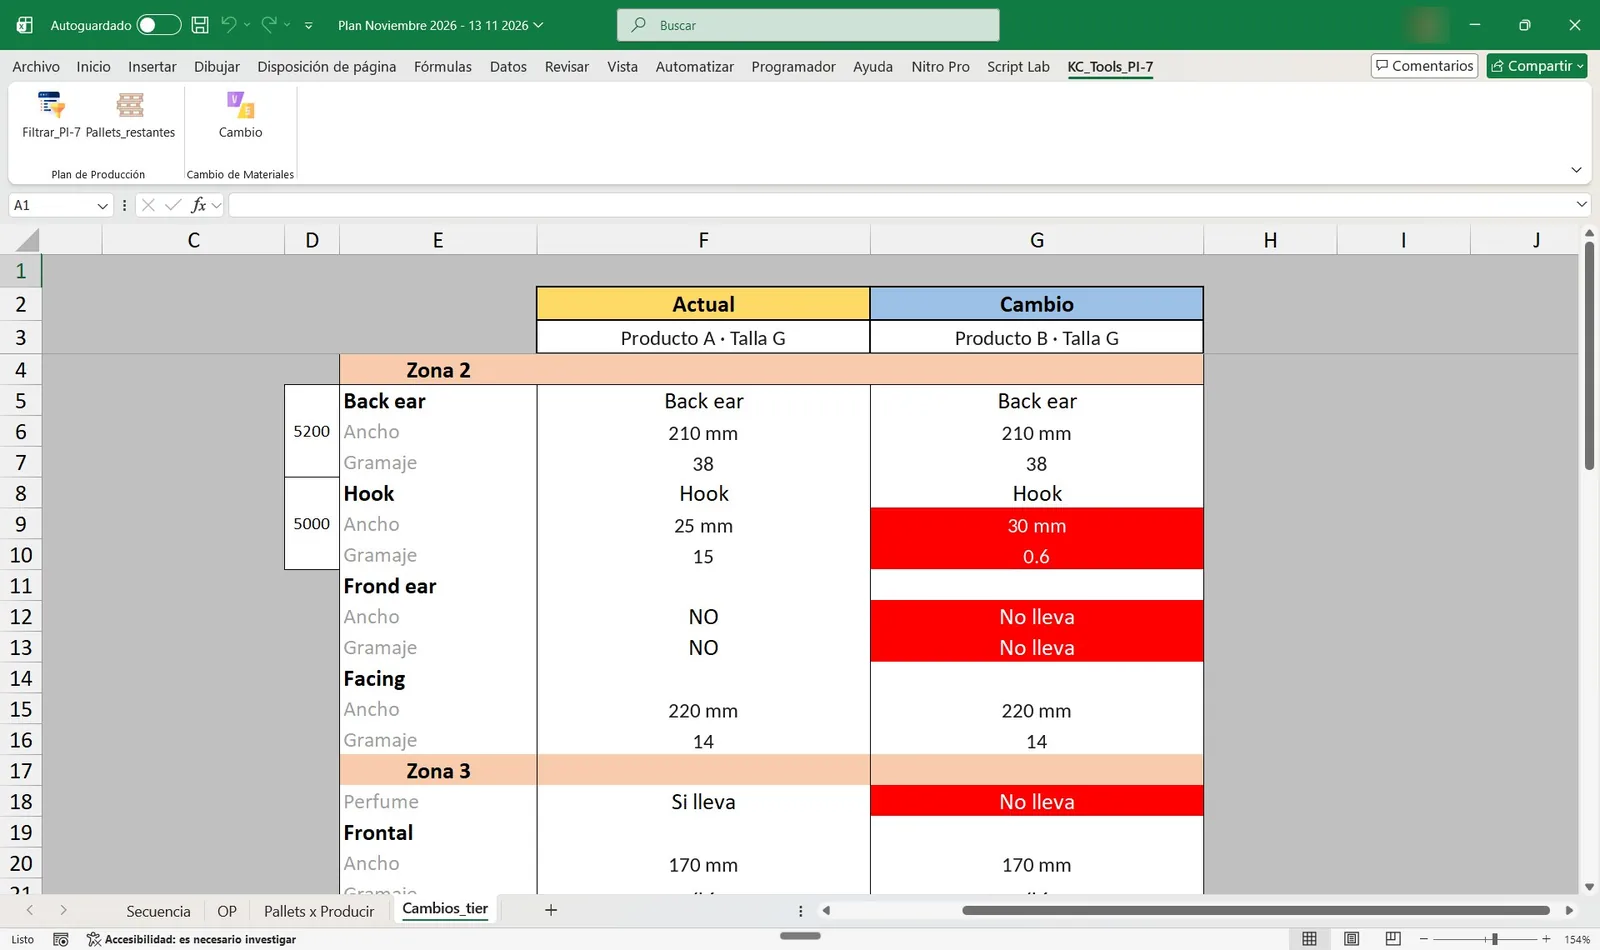 Autoguardado
Plan Noviembre 2026 - 13 11 2026
Buscar
Archivo Inicio Insertar Dibujar Disposición de página Fórmulas Datos Revisar Vista Automatizar Programador Ayuda Nitro Pro Script Lab KC_Tools_PI-7 Comentarios Compartir
Filtrar_PI-7 Pallets_restantes Cambio
Plan de Producción Cambio de Materiales
A1 fx
C D E F G H I J
1
2 Actual Cambio
3 Producto A · Talla G Producto B · Talla G
4 Zona 2
5 Back ear Back ear Back ear
6 5200 Ancho 210 mm 210 mm
7 Gramaje 38 38
8 Hook Hook Hook
9 5000 Ancho 25 mm 30 mm
10 Gramaje 15 0.6
11 Frond ear
12 Ancho NO No lleva
13 Gramaje NO No lleva
14 Facing
15 Ancho 220 mm 220 mm
16 Gramaje 14 14
17 Zona 3
18 Perfume Si lleva No lleva
19 Frontal
20 Ancho 170 mm 170 mm
21 Gramaje
Secuencia OP Pallets x Producir Cambios_tier
Listo Accesibilidad: es necesario investigar 154%